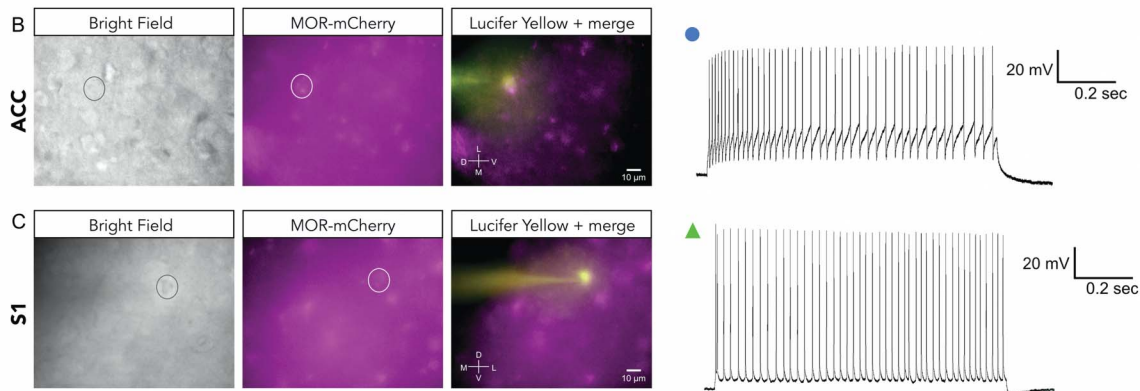 B
Bright Field
MOR-mCherry
Lucifer Yellow + merge
ACC
L
D
V
M
10 µm
20 mV
0.2 sec
C
Bright Field
MOR-mCherry
Lucifer Yellow + merge
S1
D
M
L
V
10 µm
20 mV
0.2 sec